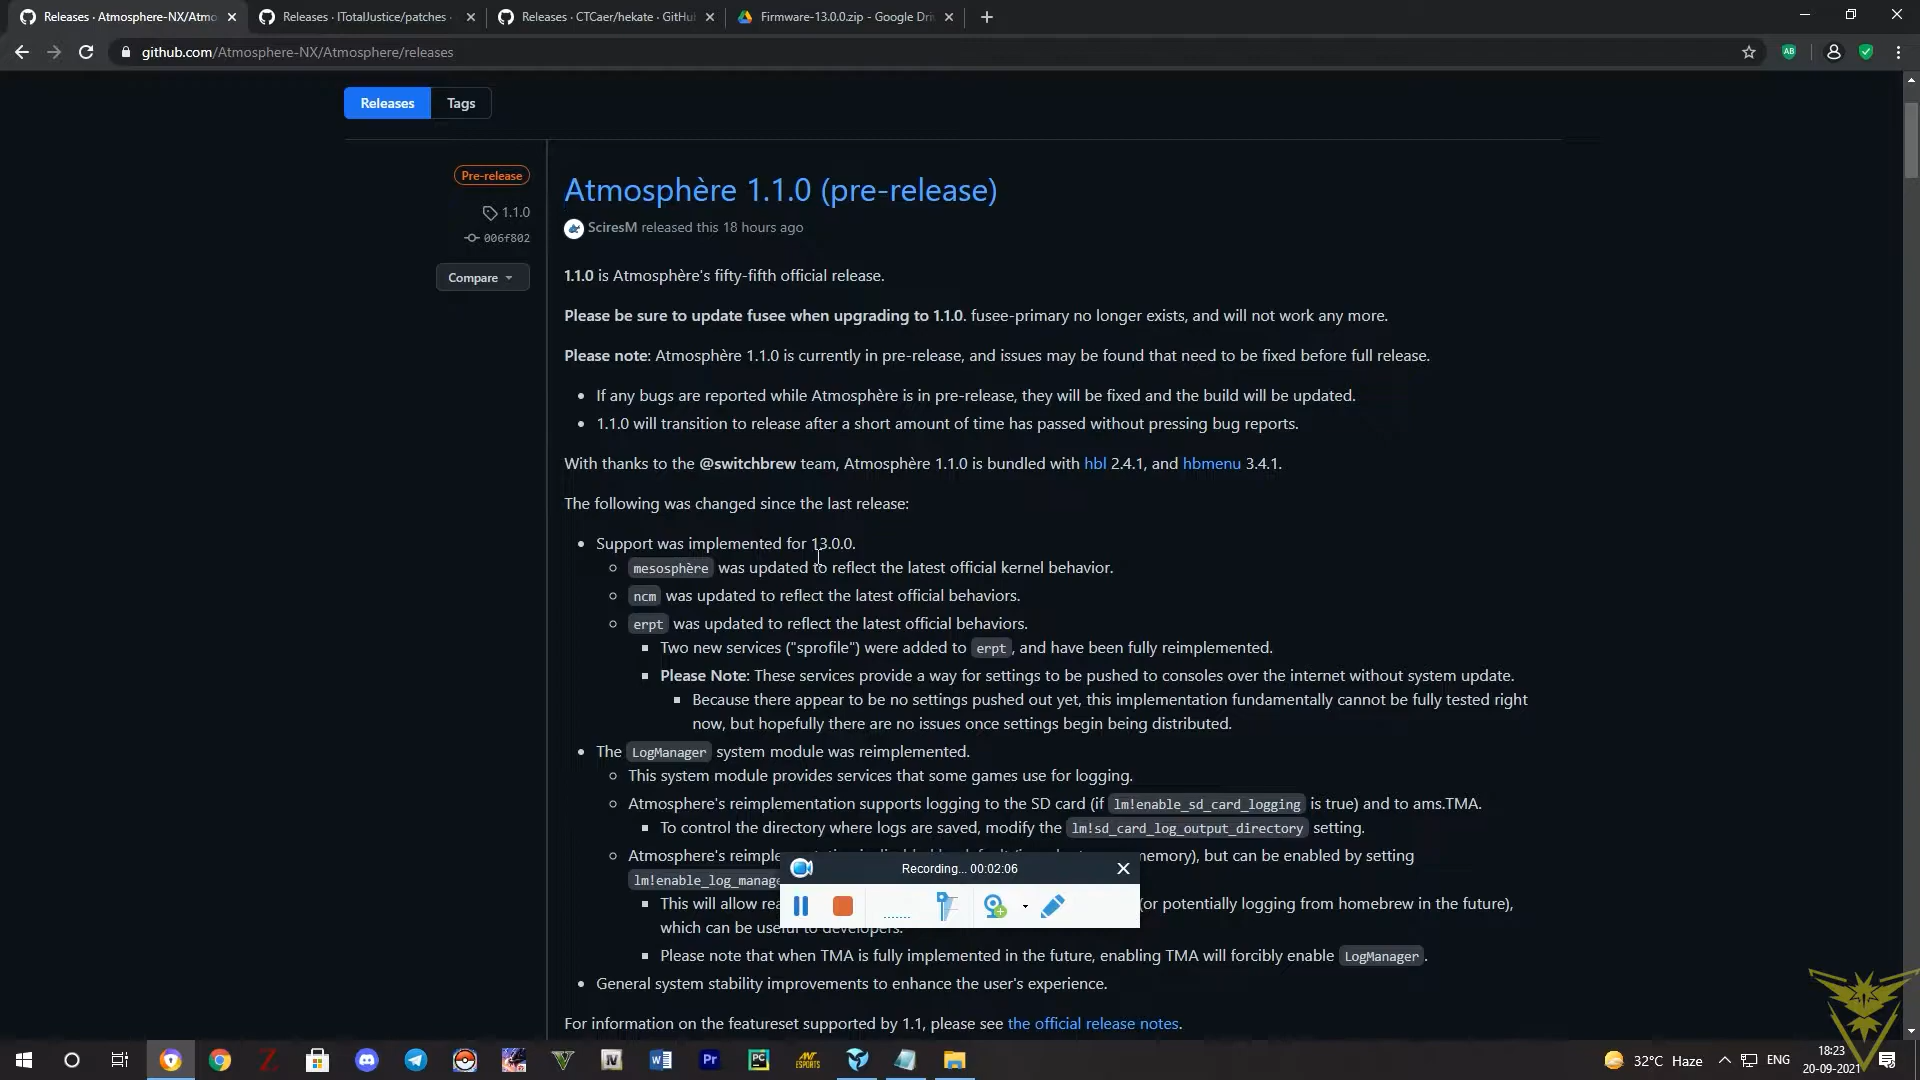 Releases · Atmosphere-NX/Atmo
Releases · ITotalJustice/patches ·
Releases · CTCaer/hekate · GitHu
Firmware-13.0.0.zip - Google Dri
github.com/Atmosphere-NX/Atmosphere/releases
Releases
Tags
Pre-release
1.1.0
006f802
Compare
Atmosphère 1.1.0 (pre-release)
SciresM released this 18 hours ago
1.1.0 is Atmosphère's fifty-fifth official release.
Please be sure to update fusee when upgrading to 1.1.0. fusee-primary no longer exists, and will not work any more.
Please note: Atmosphère 1.1.0 is currently in pre-release, and issues may be found that need to be fixed before full release.
If any bugs are reported while Atmosphère is in pre-release, they will be fixed and the build will be updated.
1.1.0 will transition to release after a short amount of time has passed without pressing bug reports.
With thanks to the @switchbrew team, Atmosphère 1.1.0 is bundled with hbl 2.4.1, and hbmenu 3.4.1.
The following was changed since the last release:
Support was implemented for 13.0.0.
mesosphère was updated to reflect the latest official kernel behavior.
ncm was updated to reflect the latest official behaviors.
erpt was updated to reflect the latest official behaviors.
Two new services ("sprofile") were added to erpt, and have been fully reimplemented.
Please Note: These services provide a way for settings to be pushed to consoles over the internet without system update.
Because there appear to be no settings pushed out yet, this implementation fundamentally cannot be fully tested right
now, but hopefully there are no issues once settings begin being distributed.
The LogManager system module was reimplemented.
This system module provides services that some games use for logging.
Atmosphere's reimplementation supports logging to the SD card (if lm!enable_sd_card_logging is true) and to ams.TMA.
To control the directory where logs are saved, modify the lm!sd_card_log_output_directory setting.
Atmosphere's reimple
memory), but can be enabled by setting
lm!enable_log_manage
This will allow rea
(or potentially logging from homebrew in the future),
which can be useful to developers.
Please note that when TMA is fully implemented in the future, enabling TMA will forcibly enable LogManager.
General system stability improvements to enhance the user's experience.
For information on the featureset supported by 1.1, please see the official release notes.
Recording... 00:02:06
32°C Haze
ENG
18:23
20-09-2021